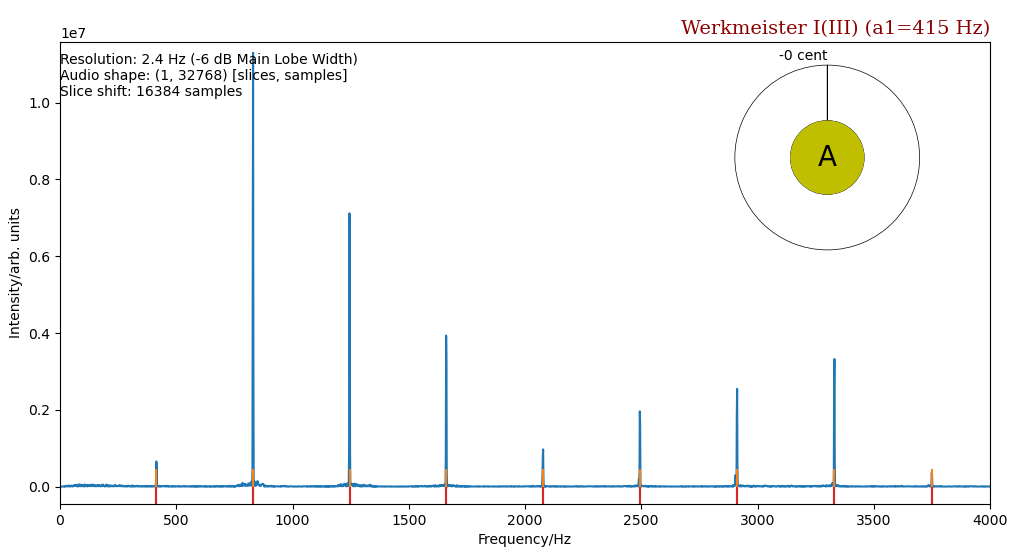 Werkmeister I(III) (a1=415 Hz)
1e7
Resolution: 2.4 Hz (-6 dB Main Lobe Width)
Audio shape: (1, 32768) [slices, samples]
Slice shift: 16384 samples
-0 cent
A
1.0
0.8
0.6
0.4
0.2
0.0
Intensity/arb. units
0 500 1000 1500 2000 2500 3000 3500 4000
Frequency/Hz